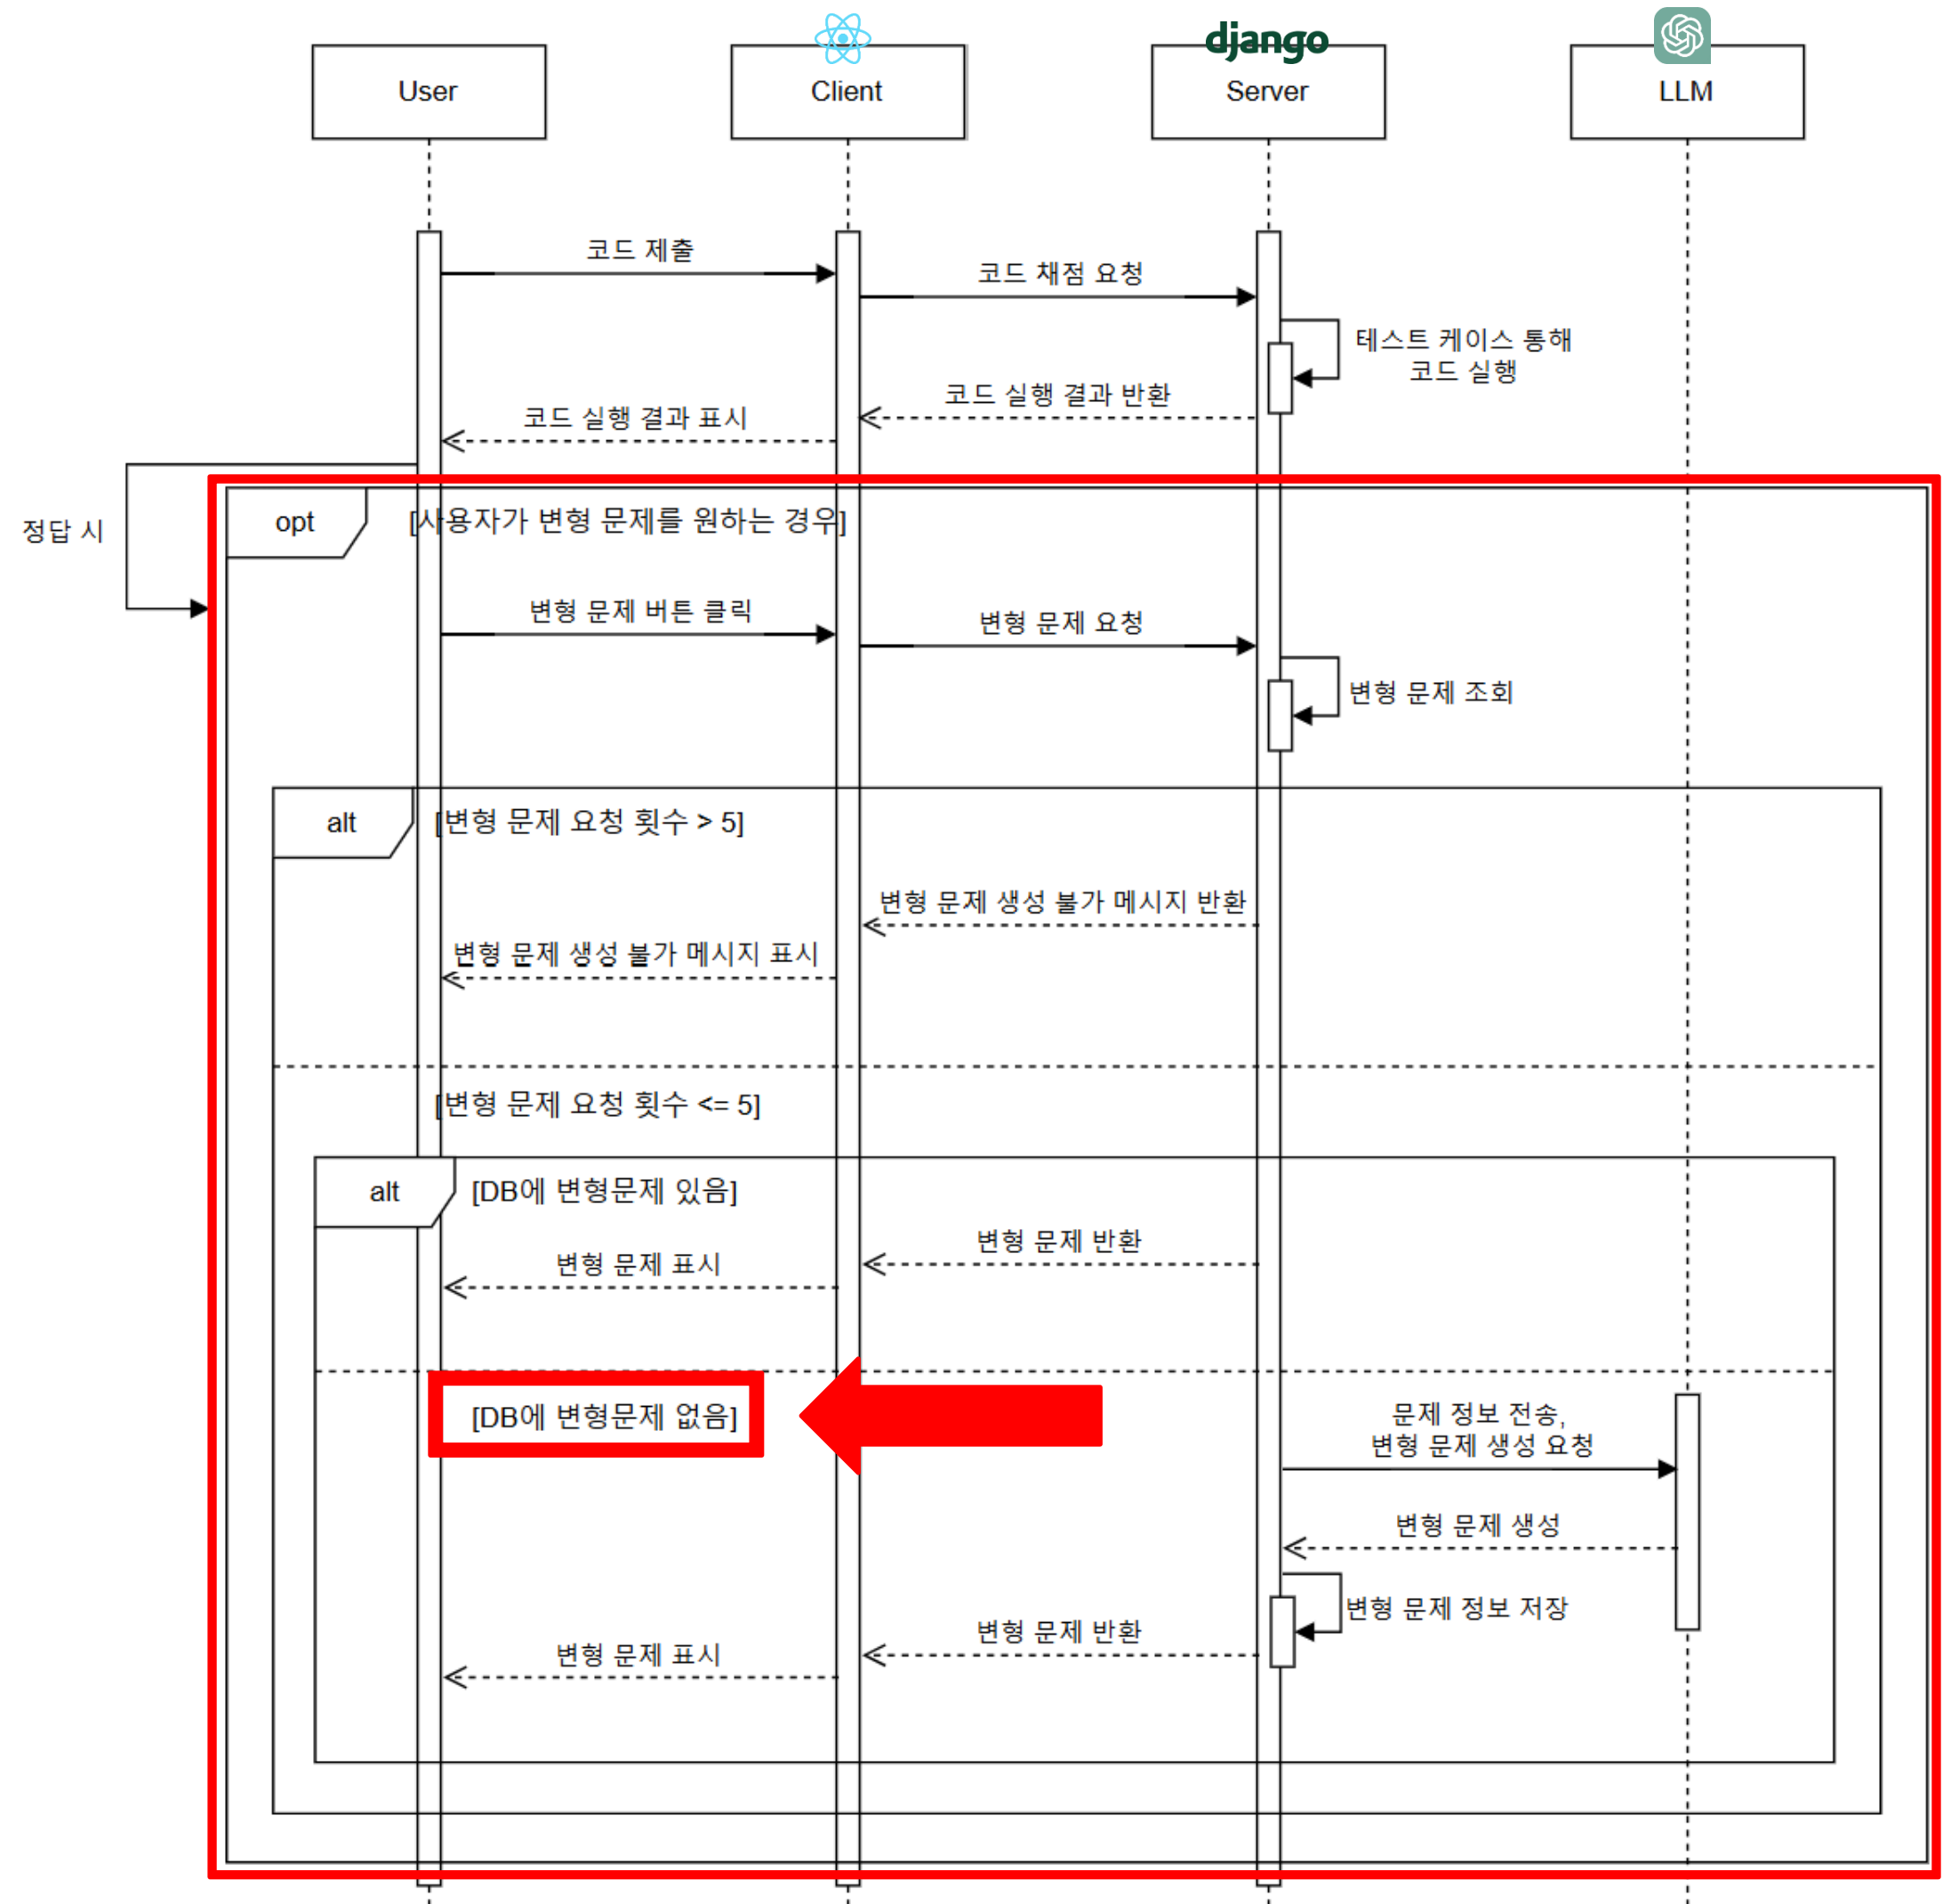 django
User
Client
Server
LLM
코드 제출
코드 채점 요청
테스트 케이스 통해
코드 실행
코드 실행 결과 반환
코드 실행 결과 표시
정답 시
opt
[사용자가 변형 문제를 원하는 경우]
변형 문제 버튼 클릭
변형 문제 요청
변형 문제 조회
alt
[변형 문제 요청 횟수 > 5]
변형 문제 생성 불가 메시지 반환
변형 문제 생성 불가 메시지 표시
[변형 문제 요청 횟수 <= 5]
alt
[DB에 변형문제 있음]
변형 문제 반환
변형 문제 표시
[DB에 변형문제 없음]
문제 정보 전송,
변형 문제 생성 요청
변형 문제 생성
변형 문제 정보 저장
변형 문제 반환
변형 문제 표시